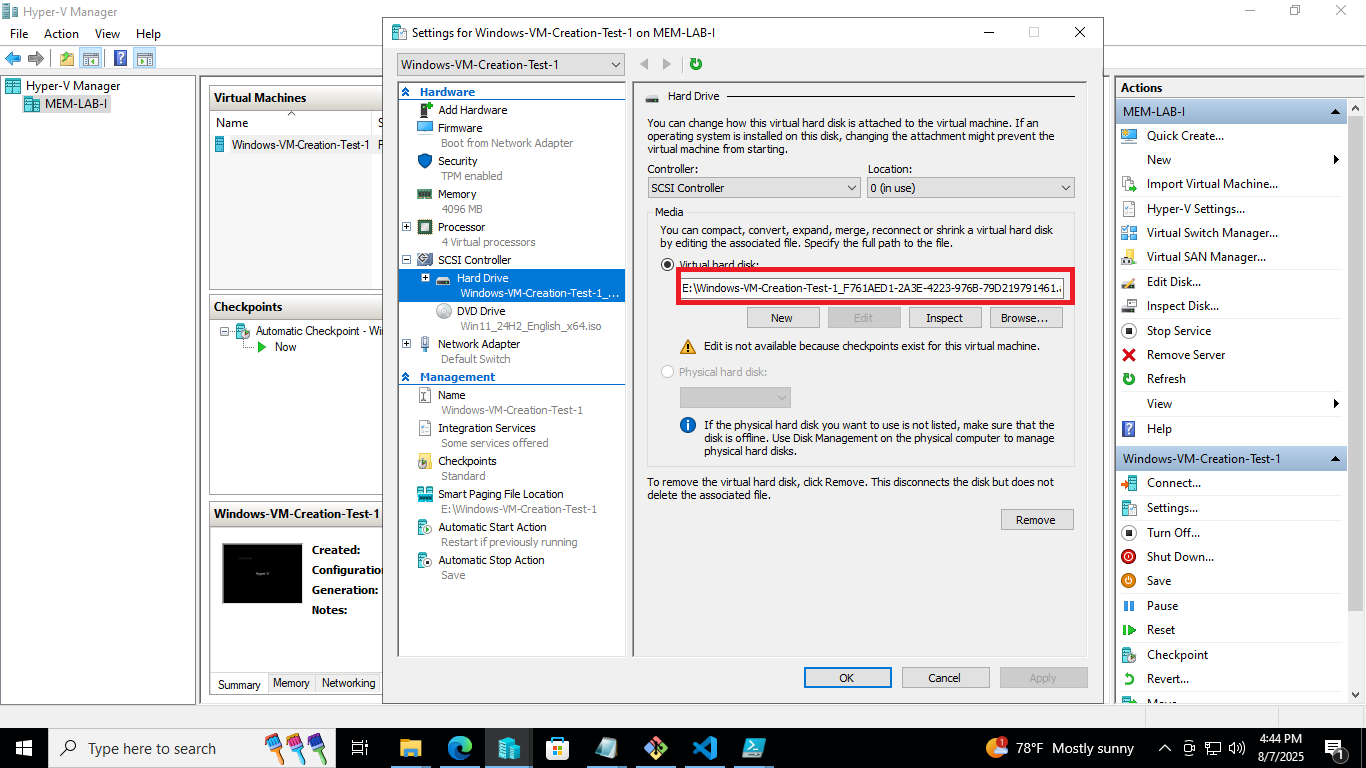 Hyper-V Manager
File Action View Help
Hyper-V Manager
MEM-LAB-I
Virtual Machines
Name
Windows-VM-Creation-Test-1
Checkpoints
Automatic Checkpoint - Wi
Now
Windows-VM-Creation-Test-1
Hyper-V
Created:
Configuration
Generation:
Notes:
Summary Memory Networking
Settings for Windows-VM-Creation-Test-1 on MEM-LAB-I
Windows-VM-Creation-Test-1
Hardware
Add Hardware
Firmware
Boot from Network Adapter
Security
TPM enabled
Memory
4096 MB
Processor
4 Virtual processors
SCSI Controller
Hard Drive
Windows-VM-Creation-Test-1_...
DVD Drive
Win11_24H2_English_x64.iso
Network Adapter
Default Switch
Management
Name
Windows-VM-Creation-Test-1
Integration Services
Some services offered
Checkpoints
Standard
Smart Paging File Location
E:\Windows-VM-Creation-Test-1
Automatic Start Action
Restart if previously running
Automatic Stop Action
Save
Hard Drive
You can change how this virtual hard disk is attached to the virtual machine. If an
operating system is installed on this disk, changing the attachment might prevent the
virtual machine from starting.
Controller: Location:
SCSI Controller 0 (in use)
Media
You can compact, convert, expand, merge, reconnect or shrink a virtual hard disk
by editing the associated file. Specify the full path to the file.
Virtual hard disk:
E:\Windows-VM-Creation-Test-1_F761AED1-2A3E-4223-976B-79D219791461.a
New Edit Inspect Browse...
Edit is not available because checkpoints exist for this virtual machine.
Physical hard disk:
If the physical hard disk you want to use is not listed, make sure that the
disk is offline. Use Disk Management on the physical computer to manage
physical hard disks.
To remove the virtual hard disk, click Remove. This disconnects the disk but does not
delete the associated file.
Remove
OK Cancel Apply
Actions
MEM-LAB-I
Quick Create...
New
Import Virtual Machine...
Hyper-V Settings...
Virtual Switch Manager...
Virtual SAN Manager...
Edit Disk...
Inspect Disk...
Stop Service
Remove Server
Refresh
View
Help
Windows-VM-Creation-Test-1
Connect...
Settings...
Turn Off...
Shut Down...
Save
Pause
Reset
Checkpoint
Revert...
Move...
Type here to search
78°F Mostly sunny
4:44 PM
8/7/2025
1